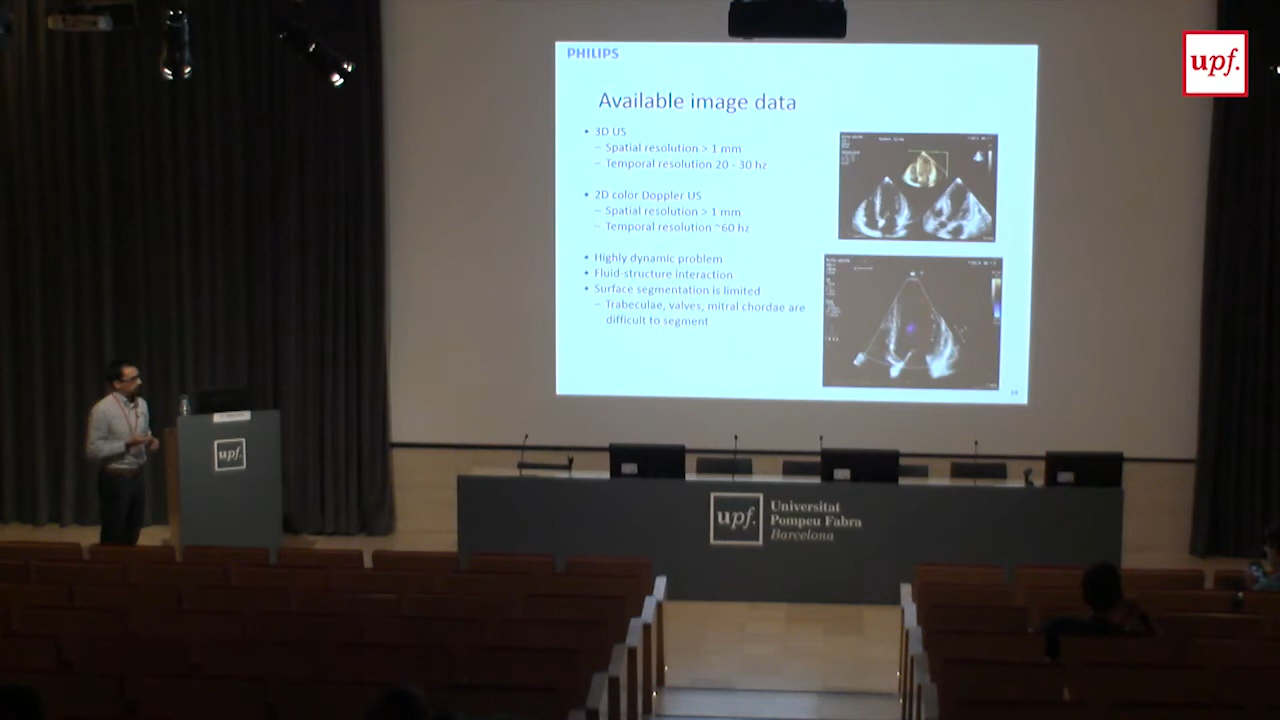 PHILIPS
Available image data
• 3D US
– Spatial resolution > 1 mm
– Temporal resolution 20 - 30 hz
• 2D color Doppler US
– Spatial resolution > 1 mm
– Temporal resolution ~60 hz
• Highly dynamic problem
• Fluid-structure interaction
• Surface segmentation is limited
– Trabeculae, valves, mitral chordae are
difficult to segment
upf.
upf.
upf.
Universitat
Pompeu Fabra
Barcelona